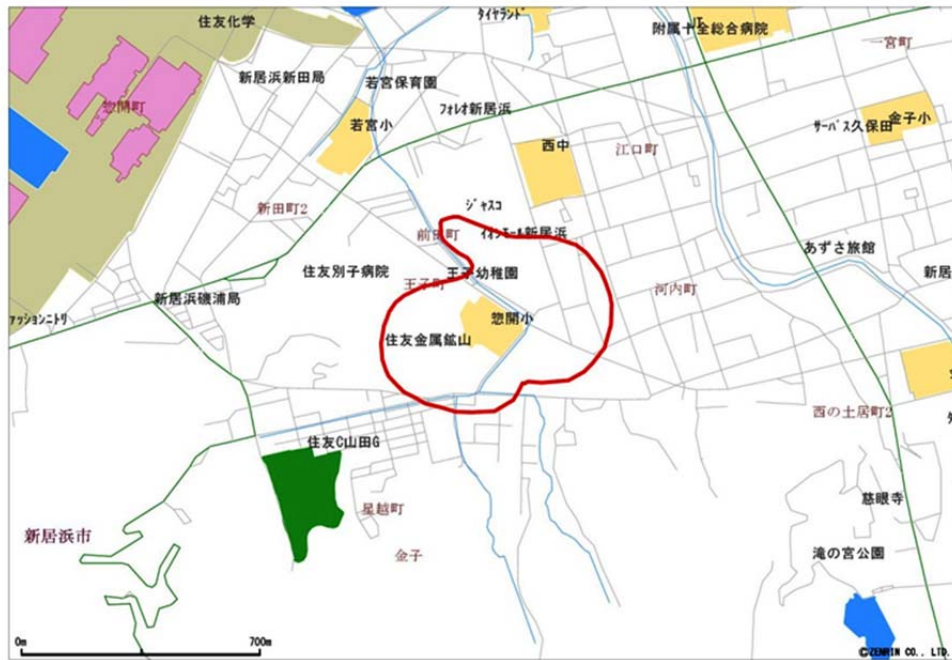 住友化学
ﾀｲﾔﾗﾝﾄﾞ
JT
附属十全総合病院
一宮町
新居浜新田局
若宮保育園
惣開町
フォレオ新居浜
若宮小
西中
江口町
ｻｰﾊﾟｽ久保田
金子小
新田町2
ｼﾞｬｽｺ
前田町
ｲｵﾝﾓｰﾙ新居浜
あずさ旅館
住友別子病院
王子幼稚園
王子町
新居浜磯浦局
河内町
新居
ｧｯｼｮﾝﾆﾄﾘ
惣開小
住友金属鉱山
西の土居町2
住友C山田G
星越町
慈眼寺
新居浜市
金子
滝の宮公園
0m
700m
©ZENRIN CO., LTD